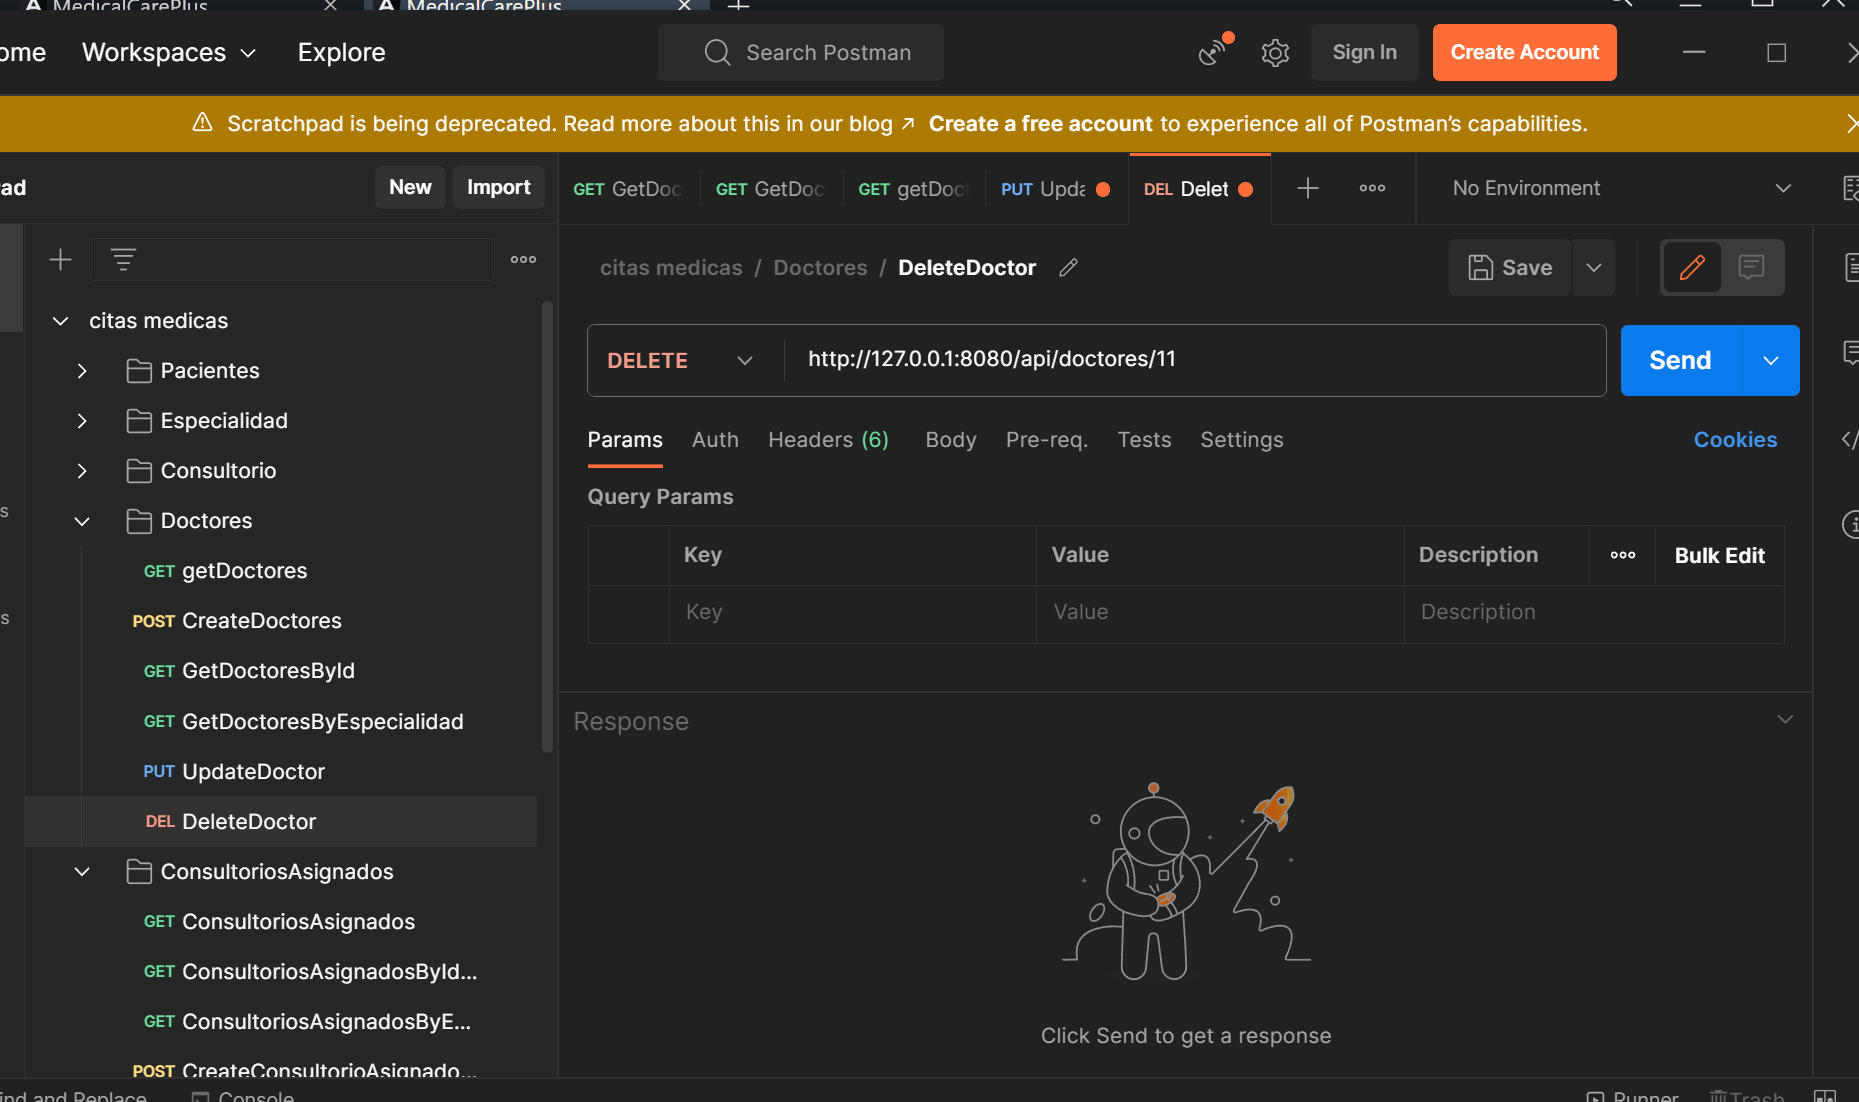 MedicalCarePlus
MedicalCarePlus
ome
Workspaces
Explore
Search Postman
Sign In
Create Account
Scratchpad is being deprecated. Read more about this in our blog ↗ Create a free account to experience all of Postman's capabilities.
ad
New
Import
GET GetDoc
GET GetDoc
GET getDoct
PUT Upda
DEL Delet
No Environment
citas medicas / Doctores / DeleteDoctor
Save
citas medicas
Pacientes
Especialidad
Consultorio
Doctores
GET getDoctores
POST CreateDoctores
GET GetDoctoresById
GET GetDoctoresByEspecialidad
PUT UpdateDoctor
DEL DeleteDoctor
ConsultoriosAsignados
GET ConsultoriosAsignados
GET ConsultoriosAsignadosById...
GET ConsultoriosAsignadosByE...
POST CreateConsultorioAsignado...
s
s
DELETE
http://127.0.0.1:8080/api/doctores/11
Send
Params
Auth
Headers (6)
Body
Pre-req.
Tests
Settings
Cookies
Query Params
Key
Value
Description
Bulk Edit
Key
Value
Description
Response
Click Send to get a response
ind and Replace
Console
Runner
Trash